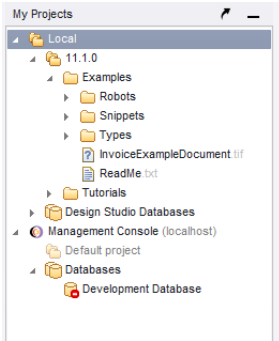 My Projects
Local
11.1.0
Examples
Robots
Snippets
Types
InvoiceExampleDocument.tif
ReadMe.txt
Tutorials
Design Studio Databases
Management Console (localhost)
Default project
Databases
Development Database